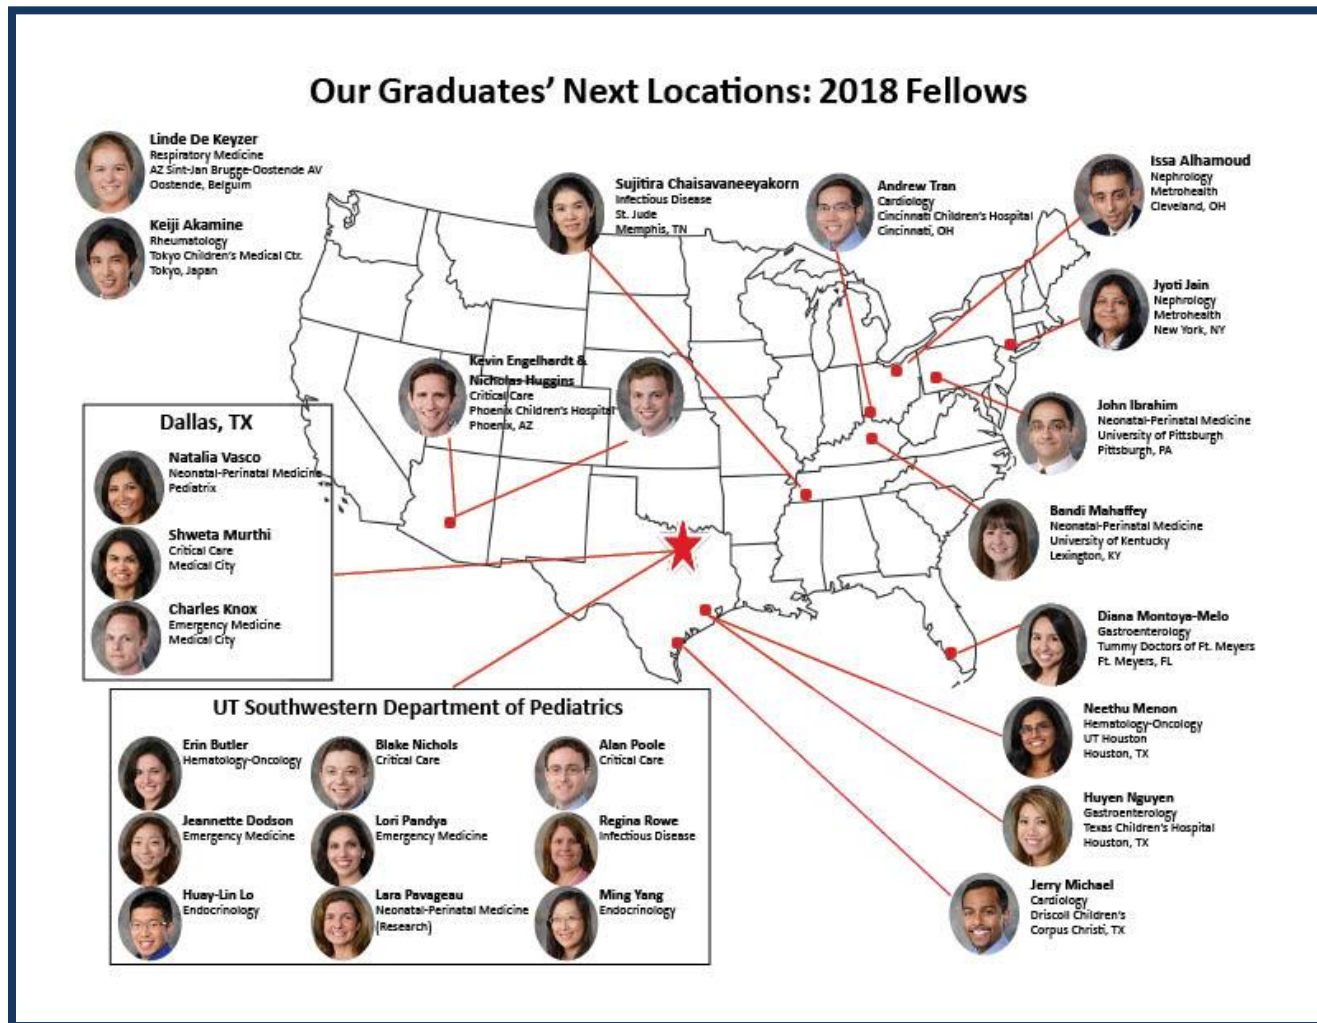 Our Graduates' Next Locations: 2018 Fellows
Linde De Keyzer
Respiratory Medicine
AZ Sint-Jan Brugge-Oostende AV
Oostende, Belguim
Keiji Akamine
Rheumatology
Tokyo Children's Medical Ctr.
Tokyo, Japan
Sujitira Chaisavaneeyakorn
Infectious Disease
St. Jude
Memphis, TN
Andrew Tran
Cardiology
Cincinnati Children's Hospital
Cincinnati, OH
Issa Alhamoud
Nephrology
Metrohealth
Cleveland, OH
Jyoti Jain
Nephrology
Metrohealth
New York, NY
Kevin Engelhardt &
Nicholas Huggins
Critical Care
Phoenix Children's Hospital
Phoenix, AZ
John Ibrahim
Neonatal-Perinatal Medicine
University of Pittsburgh
Pittsburgh, PA
Dallas, TX
Natalia Vasco
Neonatal-Perinatal Medicine
Pediatrix
Shweta Murthi
Critical Care
Medical City
Charles Knox
Emergency Medicine
Medical City
Bandi Mahaffey
Neonatal-Perinatal Medicine
University of Kentucky
Lexington, KY
Diana Montoya-Melo
Gastroenterology
Tummy Doctors of Ft. Meyers
Ft. Meyers, FL
Neethu Menon
Hematology-Oncology
UT Houston
Houston, TX
Huyen Nguyen
Gastroenterology
Texas Children's Hospital
Houston, TX
Jerry Michael
Cardiology
Driscoll Children's
Corpus Christi, TX
UT Southwestern Department of Pediatrics
Erin Butler
Hematology-Oncology
Blake Nichols
Critical Care
Alan Poole
Critical Care
Jeannette Dodson
Emergency Medicine
Lori Pandya
Emergency Medicine
Regina Rowe
Infectious Disease
Huay-Lin Lo
Endocrinology
Lara Pavageau
Neonatal-Perinatal Medicine
(Research)
Ming Yang
Endocrinology